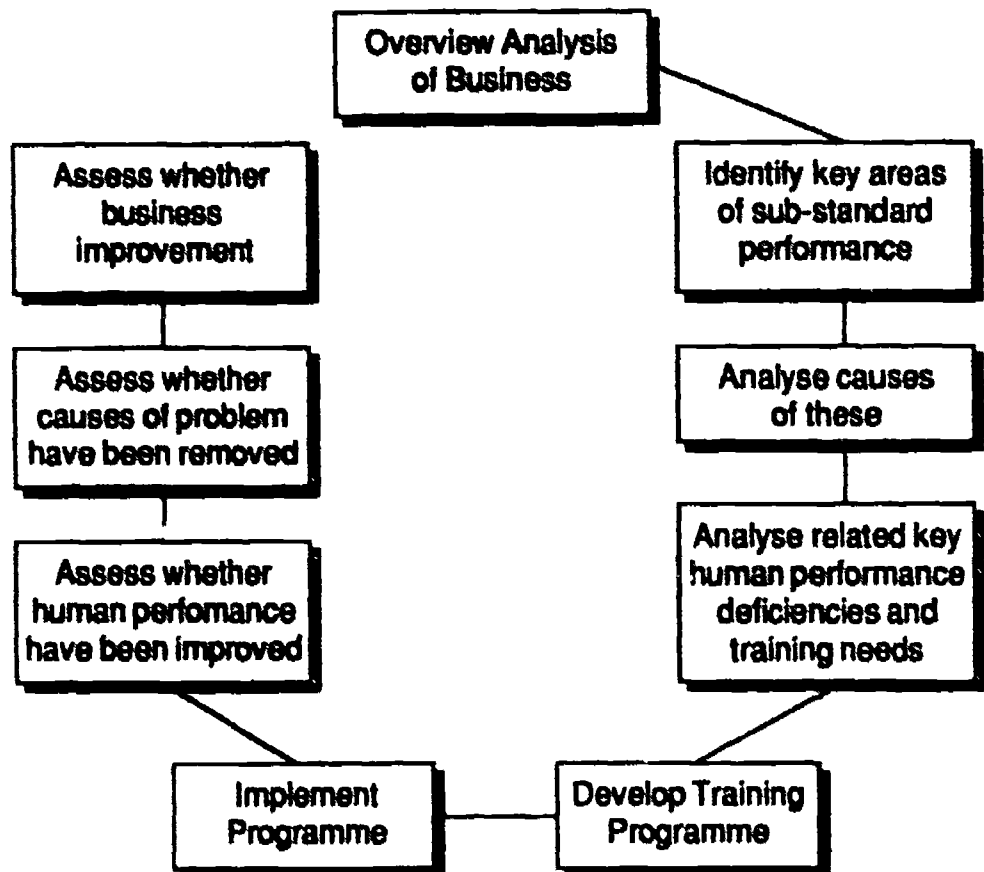 Overview Analysis
of Business
Identify key areas
of sub-standard
performance
Analyse causes
of these
Analyse related key
human performance
deficiencies and
training needs
Develop Training
Programme
Implement
Programme
Assess whether
human perfomance
have been improved
Assess whether
causes of problem
have been removed
Assess whether
business
improvement